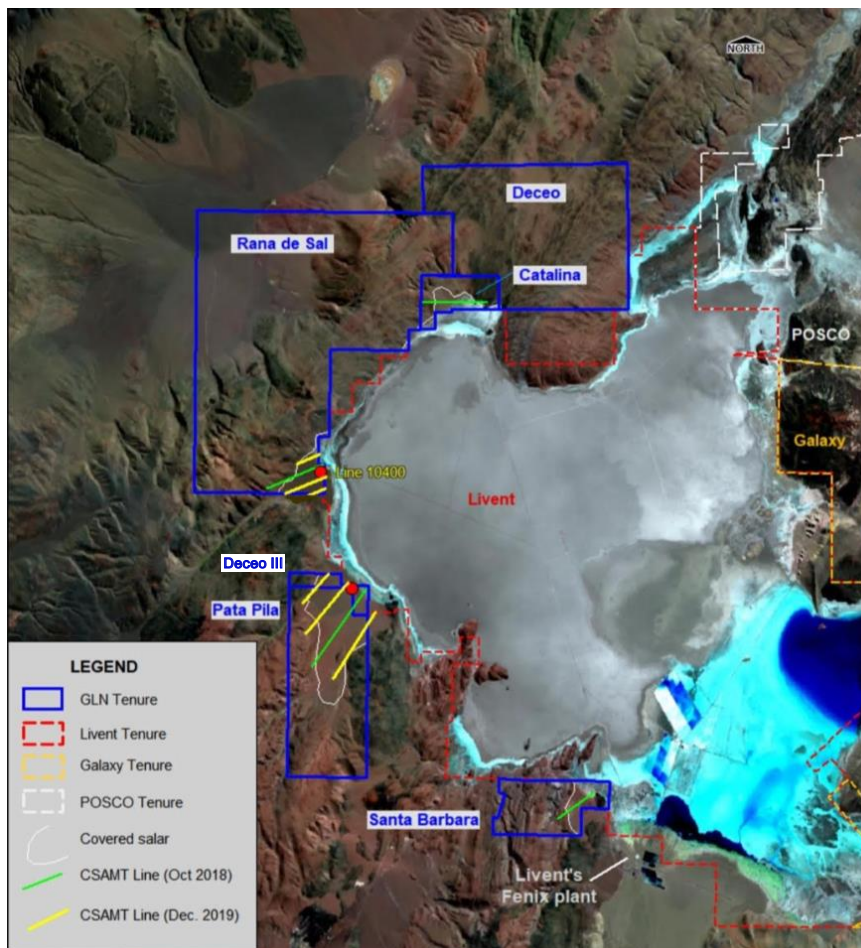 NORTH
Deceo
Rana de Sal
Catalina
POSCO
Galaxy
Line 10400
Livent
Deceo III
Pata Pila
LEGEND
GLN Tenure
Livent Tenure
Galaxy Tenure
POSCO Tenure
Covered salar
CSAMT Line (Oct 2018)
CSAMT Line (Dec. 2019)
Santa Barbara
Livent's
Fenix plant